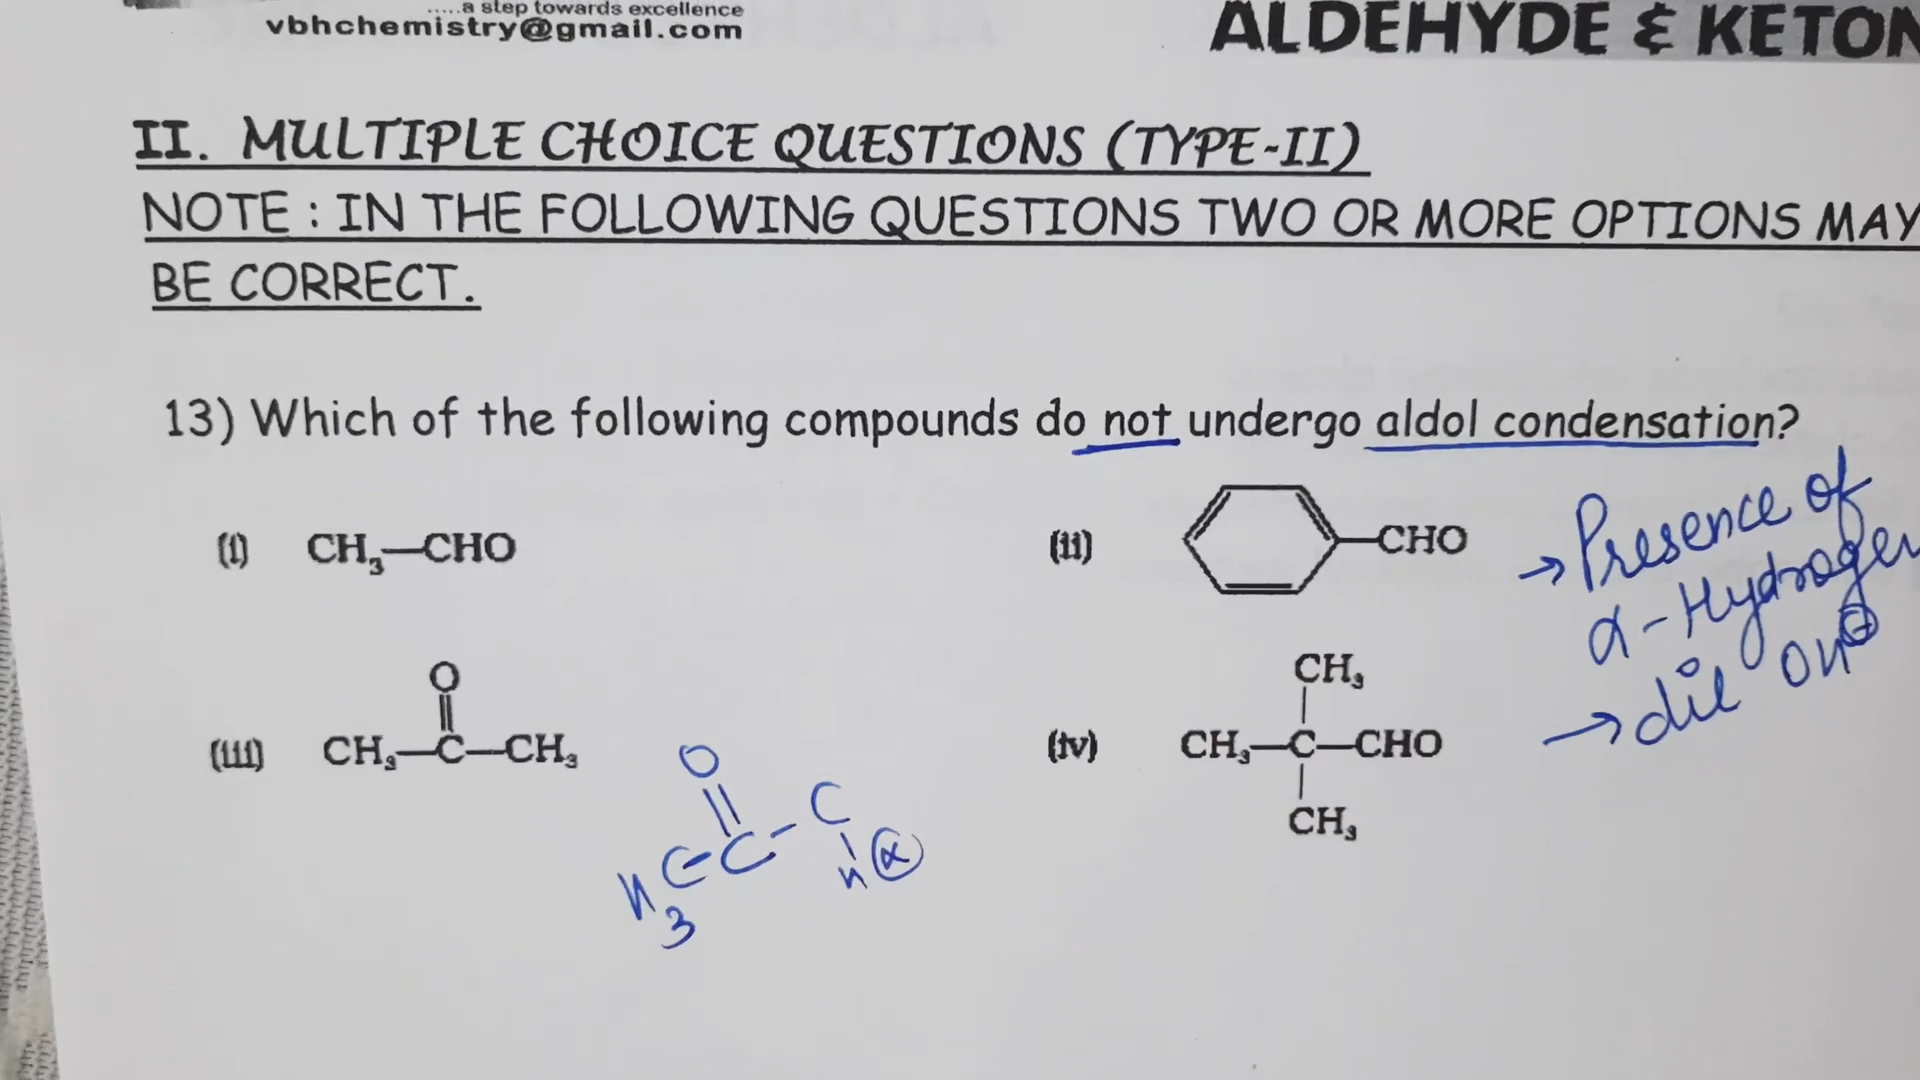 .....a step towards excellence
vbhchemistry@gmail.com
ALDEHYDE & KETON
II. MULTIPLE CHOICE QUESTIONS (TYPE-II)
NOTE : IN THE FOLLOWING QUESTIONS TWO OR MORE OPTIONS MAY
BE CORRECT.
13) Which of the following compounds do not undergo aldol condensation?
(i) CH₃—CHO
(ii) —CHO
→ Presence of
α-Hydrogen
→ dil OH⊖
(iii) CH₃—C—CH₃
O
(iv) CH₃—C—CHO
CH₃
CH₃
O
H₃C-C-C
H α